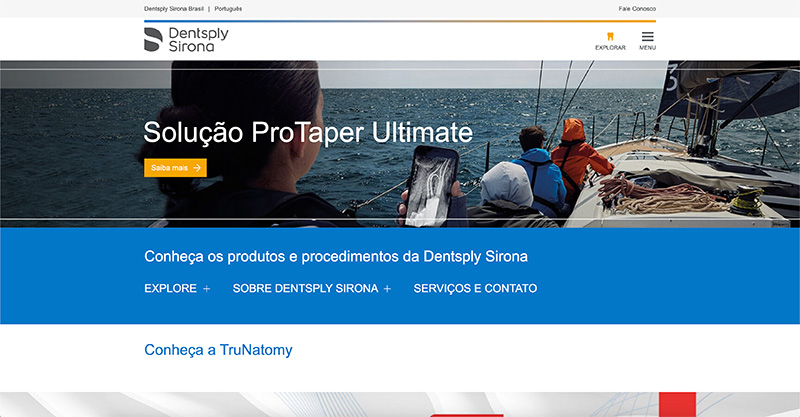 Dentsply Sirona Brasil | Português
Fale Conosco
Dentsply
Sirona
EXPLORAR
MENU
Solução ProTaper Ultimate
Saiba mais
3
Conheça os produtos e procedimentos da Dentsply Sirona
EXPLORE + SOBRE DENTSPLY SIRONA + SERVIÇOS E CONTATO
Conheça a TruNatomy